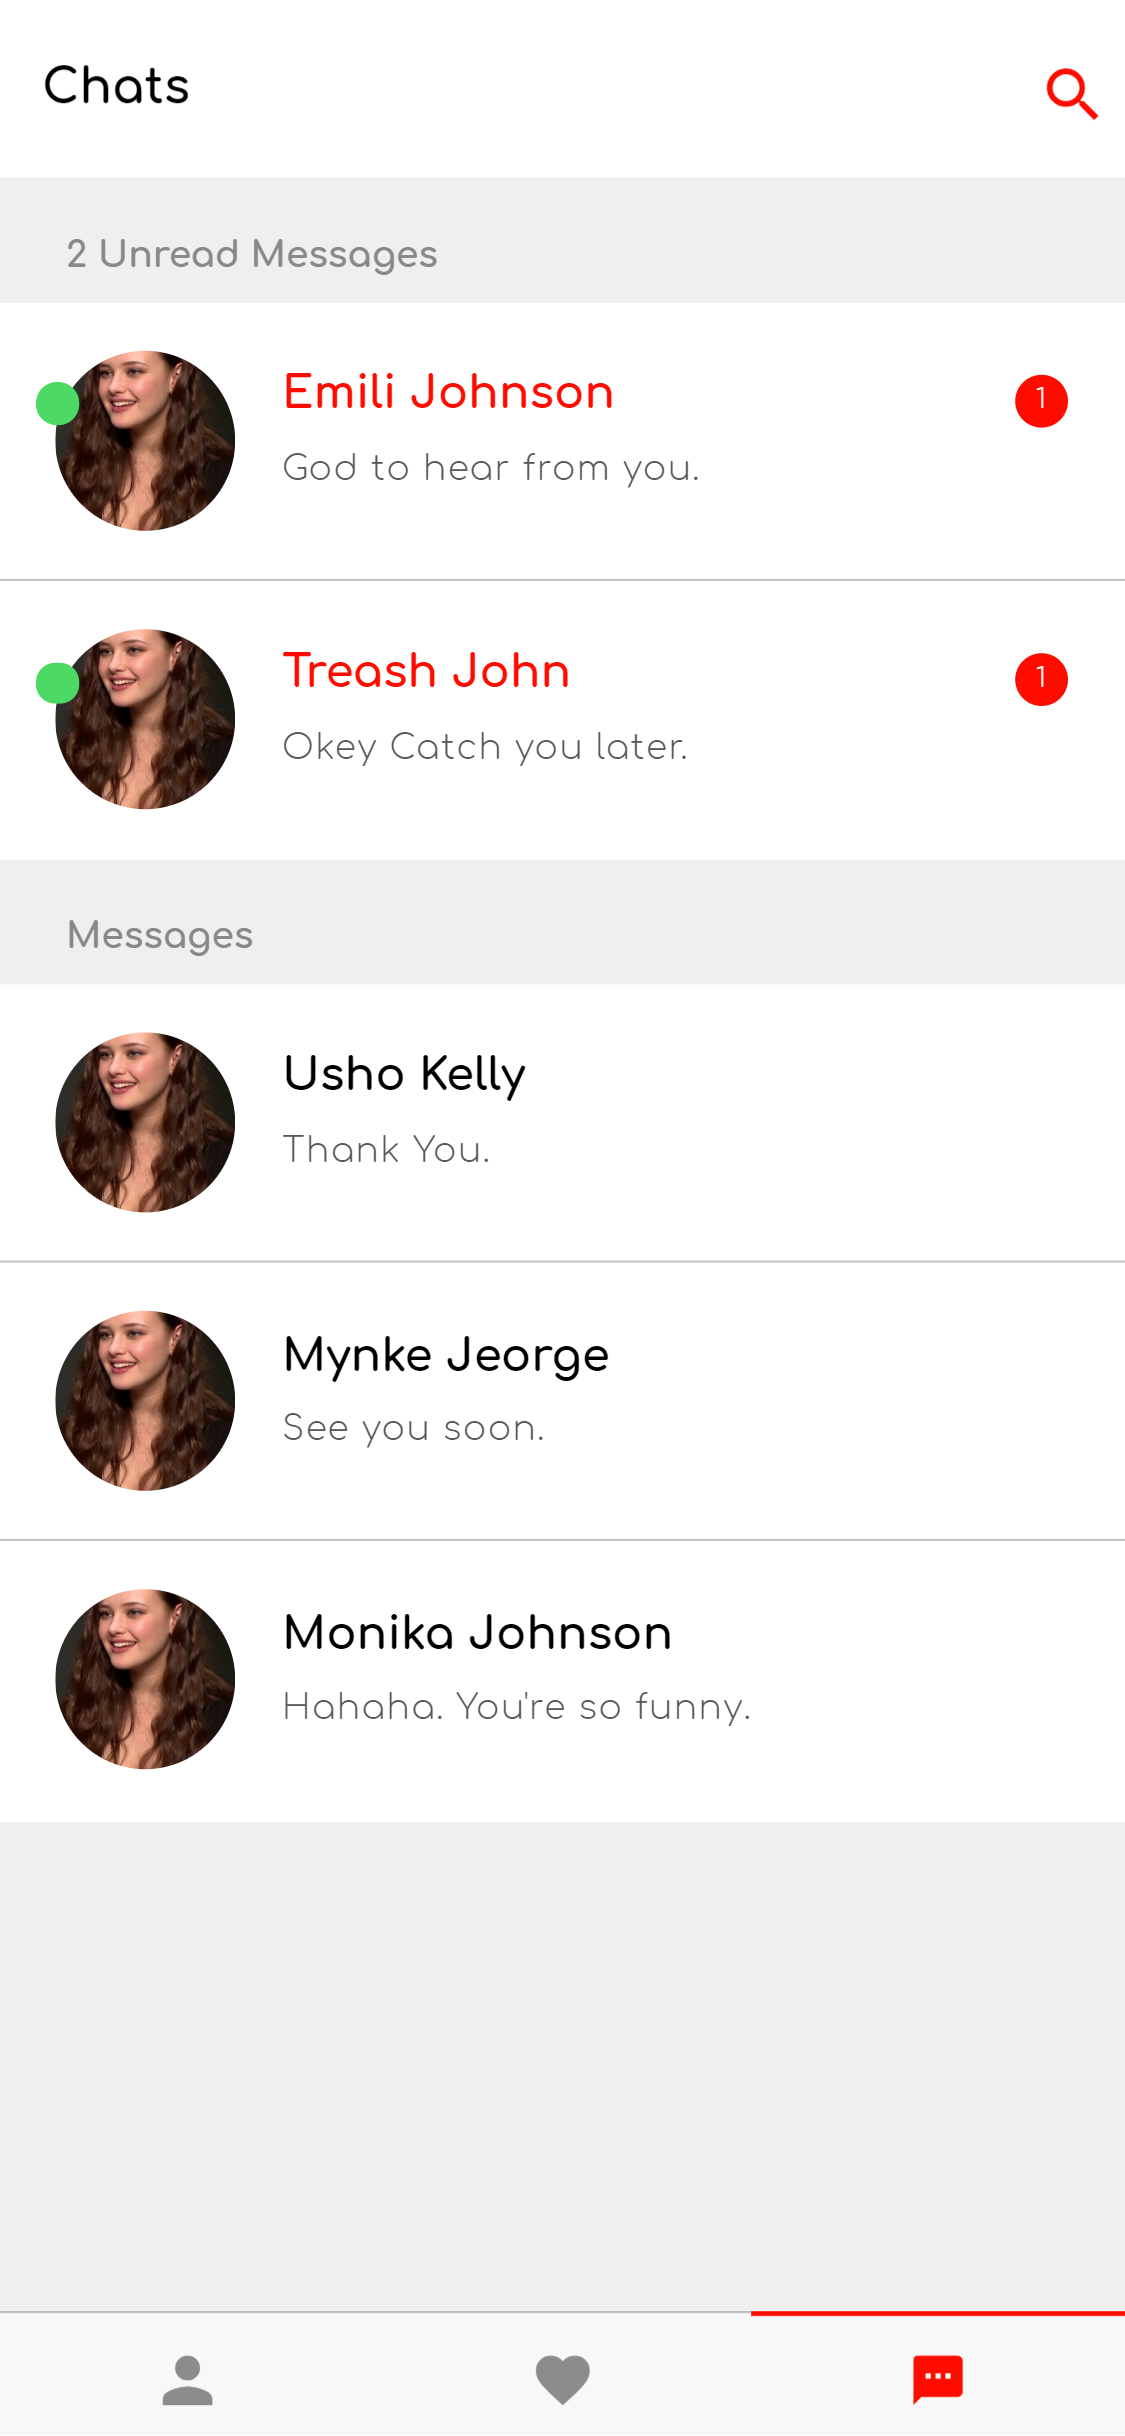 Chats
2 Unread Messages
Emili Johnson
1
God to hear from you.
Treash John
1
Okey Catch you later.
Messages
Usho Kelly
Thank You.
Mynke Jeorge
See you soon.
Monika Johnson
Hahaha. You're so funny.